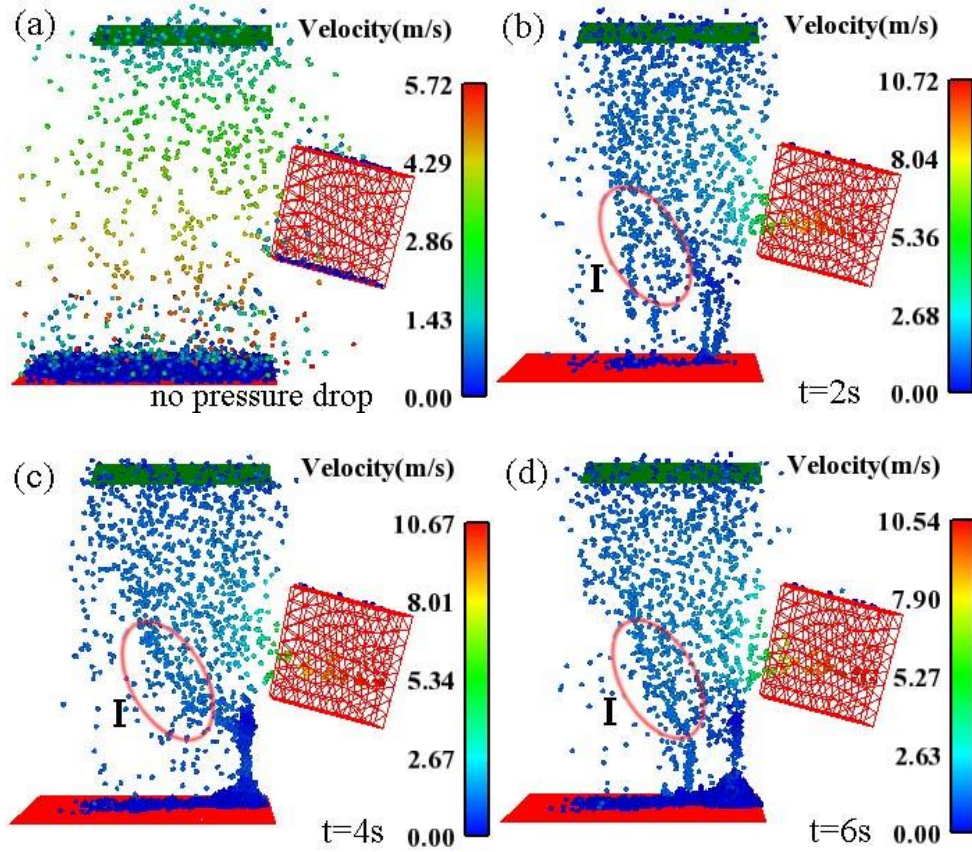 (a)
Velocity(m/s)
5.72
4.29
2.86
1.43
0.00
no pressure drop
(b)
Velocity(m/s)
10.72
8.04
5.36
2.68
0.00
I
t=2s
(c)
Velocity(m/s)
10.67
8.01
5.34
2.67
0.00
I
t=4s
(d)
Velocity(m/s)
10.54
7.90
5.27
2.63
0.00
I
t=6s